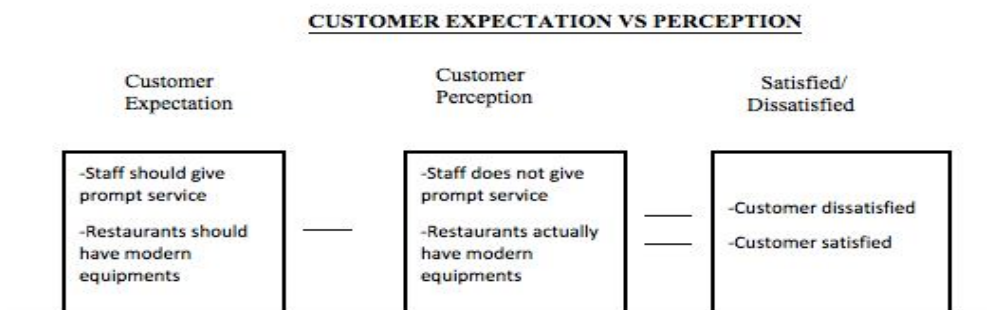 CUSTOMER EXPECTATION VS PERCEPTION
Customer
Expectation
Customer
Perception
Satisfied/
Dissatisfied
-Staff should give
prompt service
-Restaurants should
have modern
equipments
-Staff does not give
prompt service
-Restaurants actually
have modern
equipments
-Customer dissatisfied
-Customer satisfied